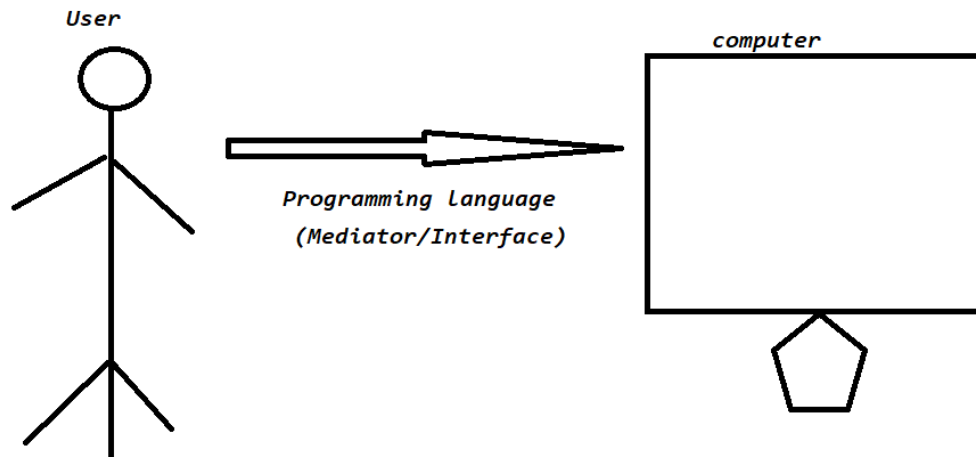 User
computer
Programming language
(Mediator/Interface)